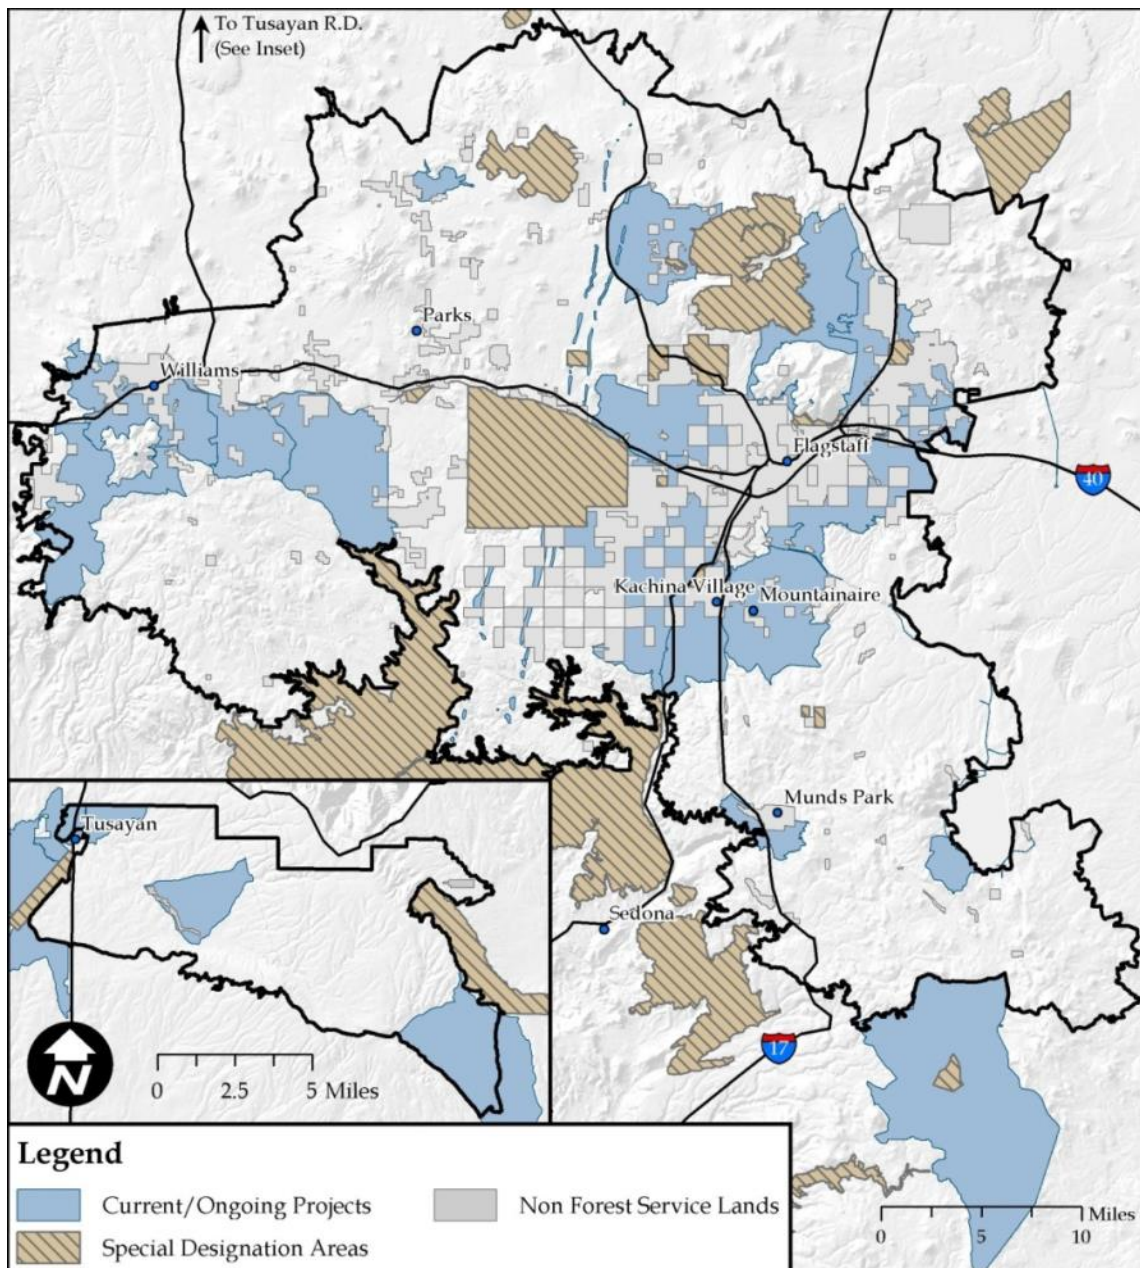 To Tusayan R.D.
(See Inset)
Parks
Williams
Flagstaff
40
Kachina Village
Mountainaire
Munds Park
Tusayan
Sedona
17
N
0 2.5 5 Miles
Legend
Current/Ongoing Projects
Non Forest Service Lands
Special Designation Areas
Miles
0 5 10